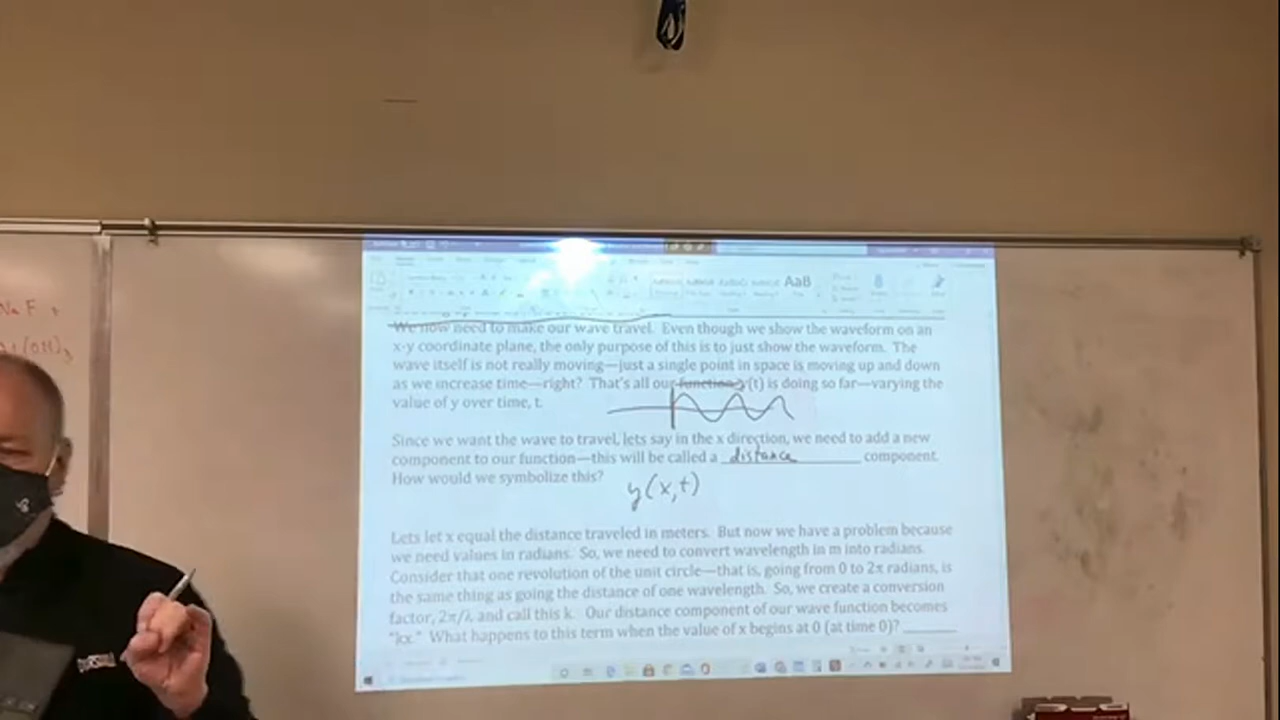 AaB
We now need to make our wave travel. Even though we show the waveform on an
x-y coordinate plane, the only purpose of this is to just show the waveform. The
wave itself is not really moving—just a single point in space is moving up and down
as we increase time—right? That's all our function y(t) is doing so far—varying the
value of y over time, t.
Since we want the wave to travel, lets say in the x direction, we need to add a new
component to our function—this will be called a distance component.
How would we symbolize this?
y(x,t)
Lets let x equal the distance traveled in meters. But now we have a problem because
we need values in radians. So, we need to convert wavelength in m into radians.
Consider that one revolution of the unit circle—that is, going from 0 to 2π radians, is
the same thing as going the distance of one wavelength. So, we create a conversion
factor, 2π/λ, and call this k. Our distance component of our wave function becomes
"kx." What happens to this term when the value of x begins at 0 (at time 0)? ______